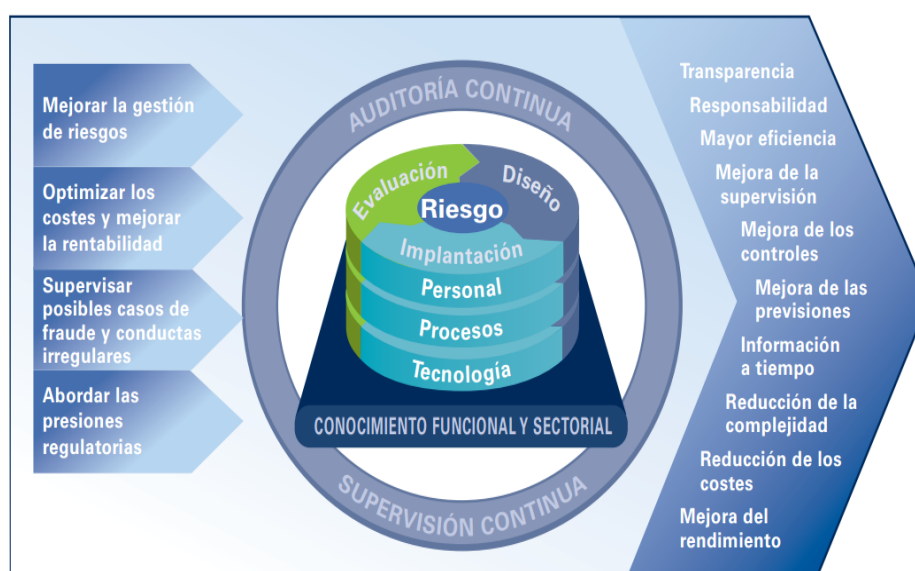 Mejorar la gestión
de riesgos
Optimizar los
costes y mejorar
la rentabilidad
Supervisar
posibles casos de
fraude y conductas
irregulares
Abordar las
presiones
regulatorias
AUDITORÍA CONTINUA
Evaluación
Diseño
Riesgo
Implantación
Personal
Procesos
Tecnología
CONOCIMIENTO FUNCIONAL Y SECTORIAL
SUPERVISIÓN CONTINUA
Transparencia
Responsabilidad
Mayor eficiencia
Mejora de la
supervisión
Mejora de los
controles
Mejora de las
previsiones
Información
a tiempo
Reducción de la
complejidad
Reducción de los
costes
Mejora del
rendimiento